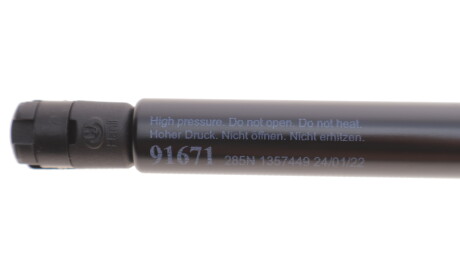 High pressure. Do not open. Do not heat.
Hoher Druck. Nicht öffnen. Nicht erhitzen.
91671 285N 1357449 24/01/22